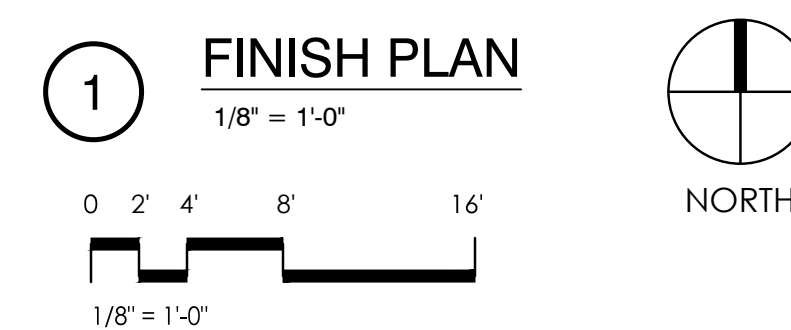 1
FINISH PLAN
1/8" = 1'-0"
NORTH
0 2' 4' 8' 16'
1/8" = 1'-0"